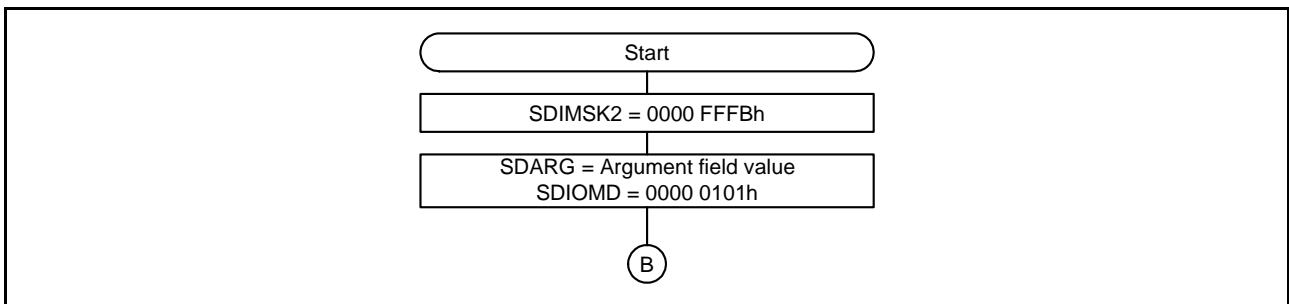 Start
SDIMSK2 = 0000 FFFBh
SDARG = Argument field value
SDIOMD = 0000 0101h
B